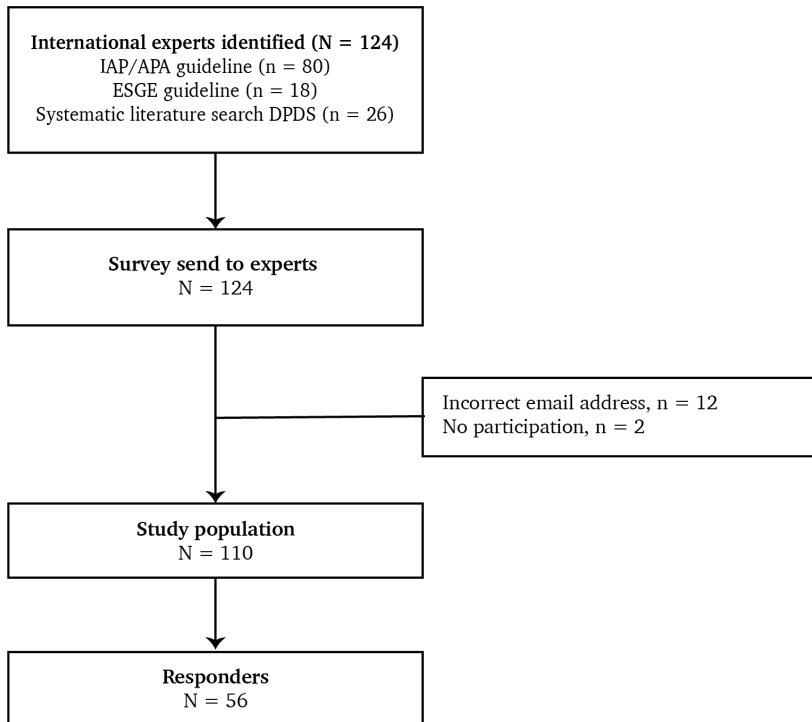 International experts identified (N = 124)
IAP/APA guideline (n = 80)
ESGE guideline (n = 18)
Systematic literature search DPDS (n = 26)
Survey send to experts
N = 124
Incorrect email address, n = 12
No participation, n = 2
Study population
N = 110
Responders
N = 56